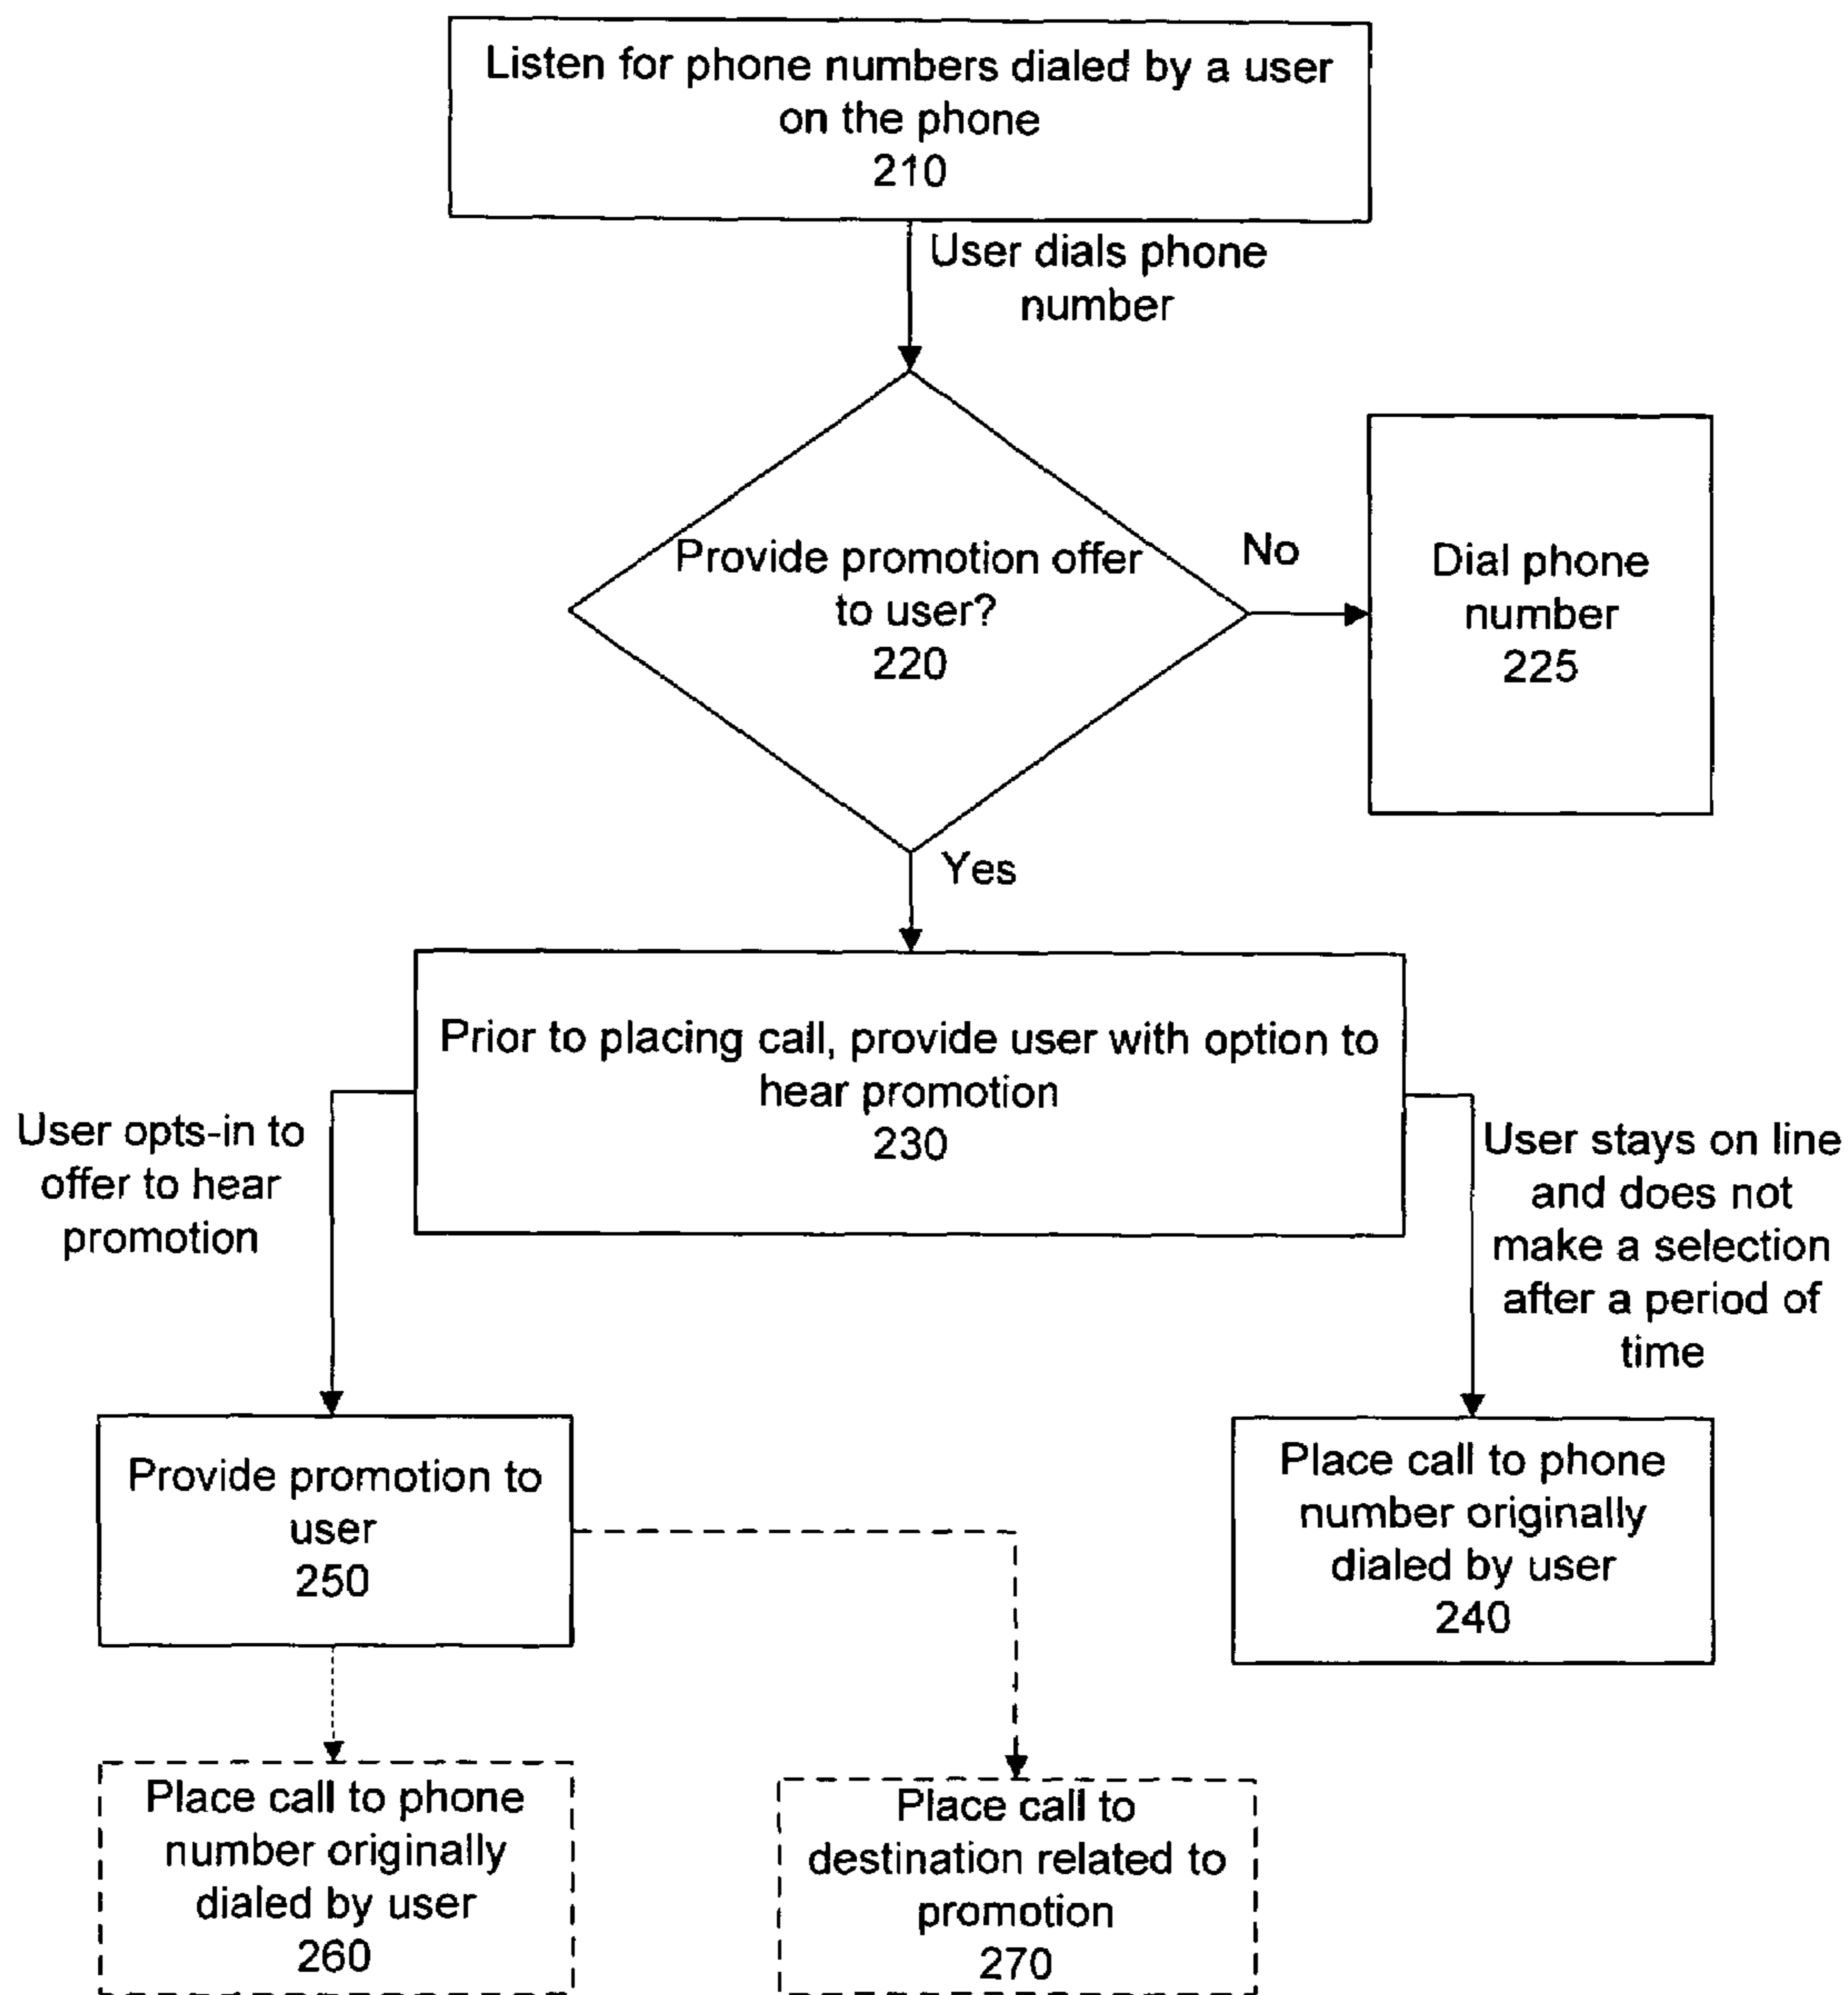 Listen for phone numbers dialed by a user
on the phone
210
User dials phone
number
Provide promotion offer
to user?
220
No
Dial phone
number
225
Yes
Prior to placing call, provide user with option to
hear promotion
230
User opts-in to
offer to hear
promotion
User stays on line
and does not
make a selection
after a period of
time
Provide promotion to
user
250
Place call to phone
number originally
dialed by user
240
Place call to phone
number originally
dialed by user
260
Place call to
destination related to
promotion
270